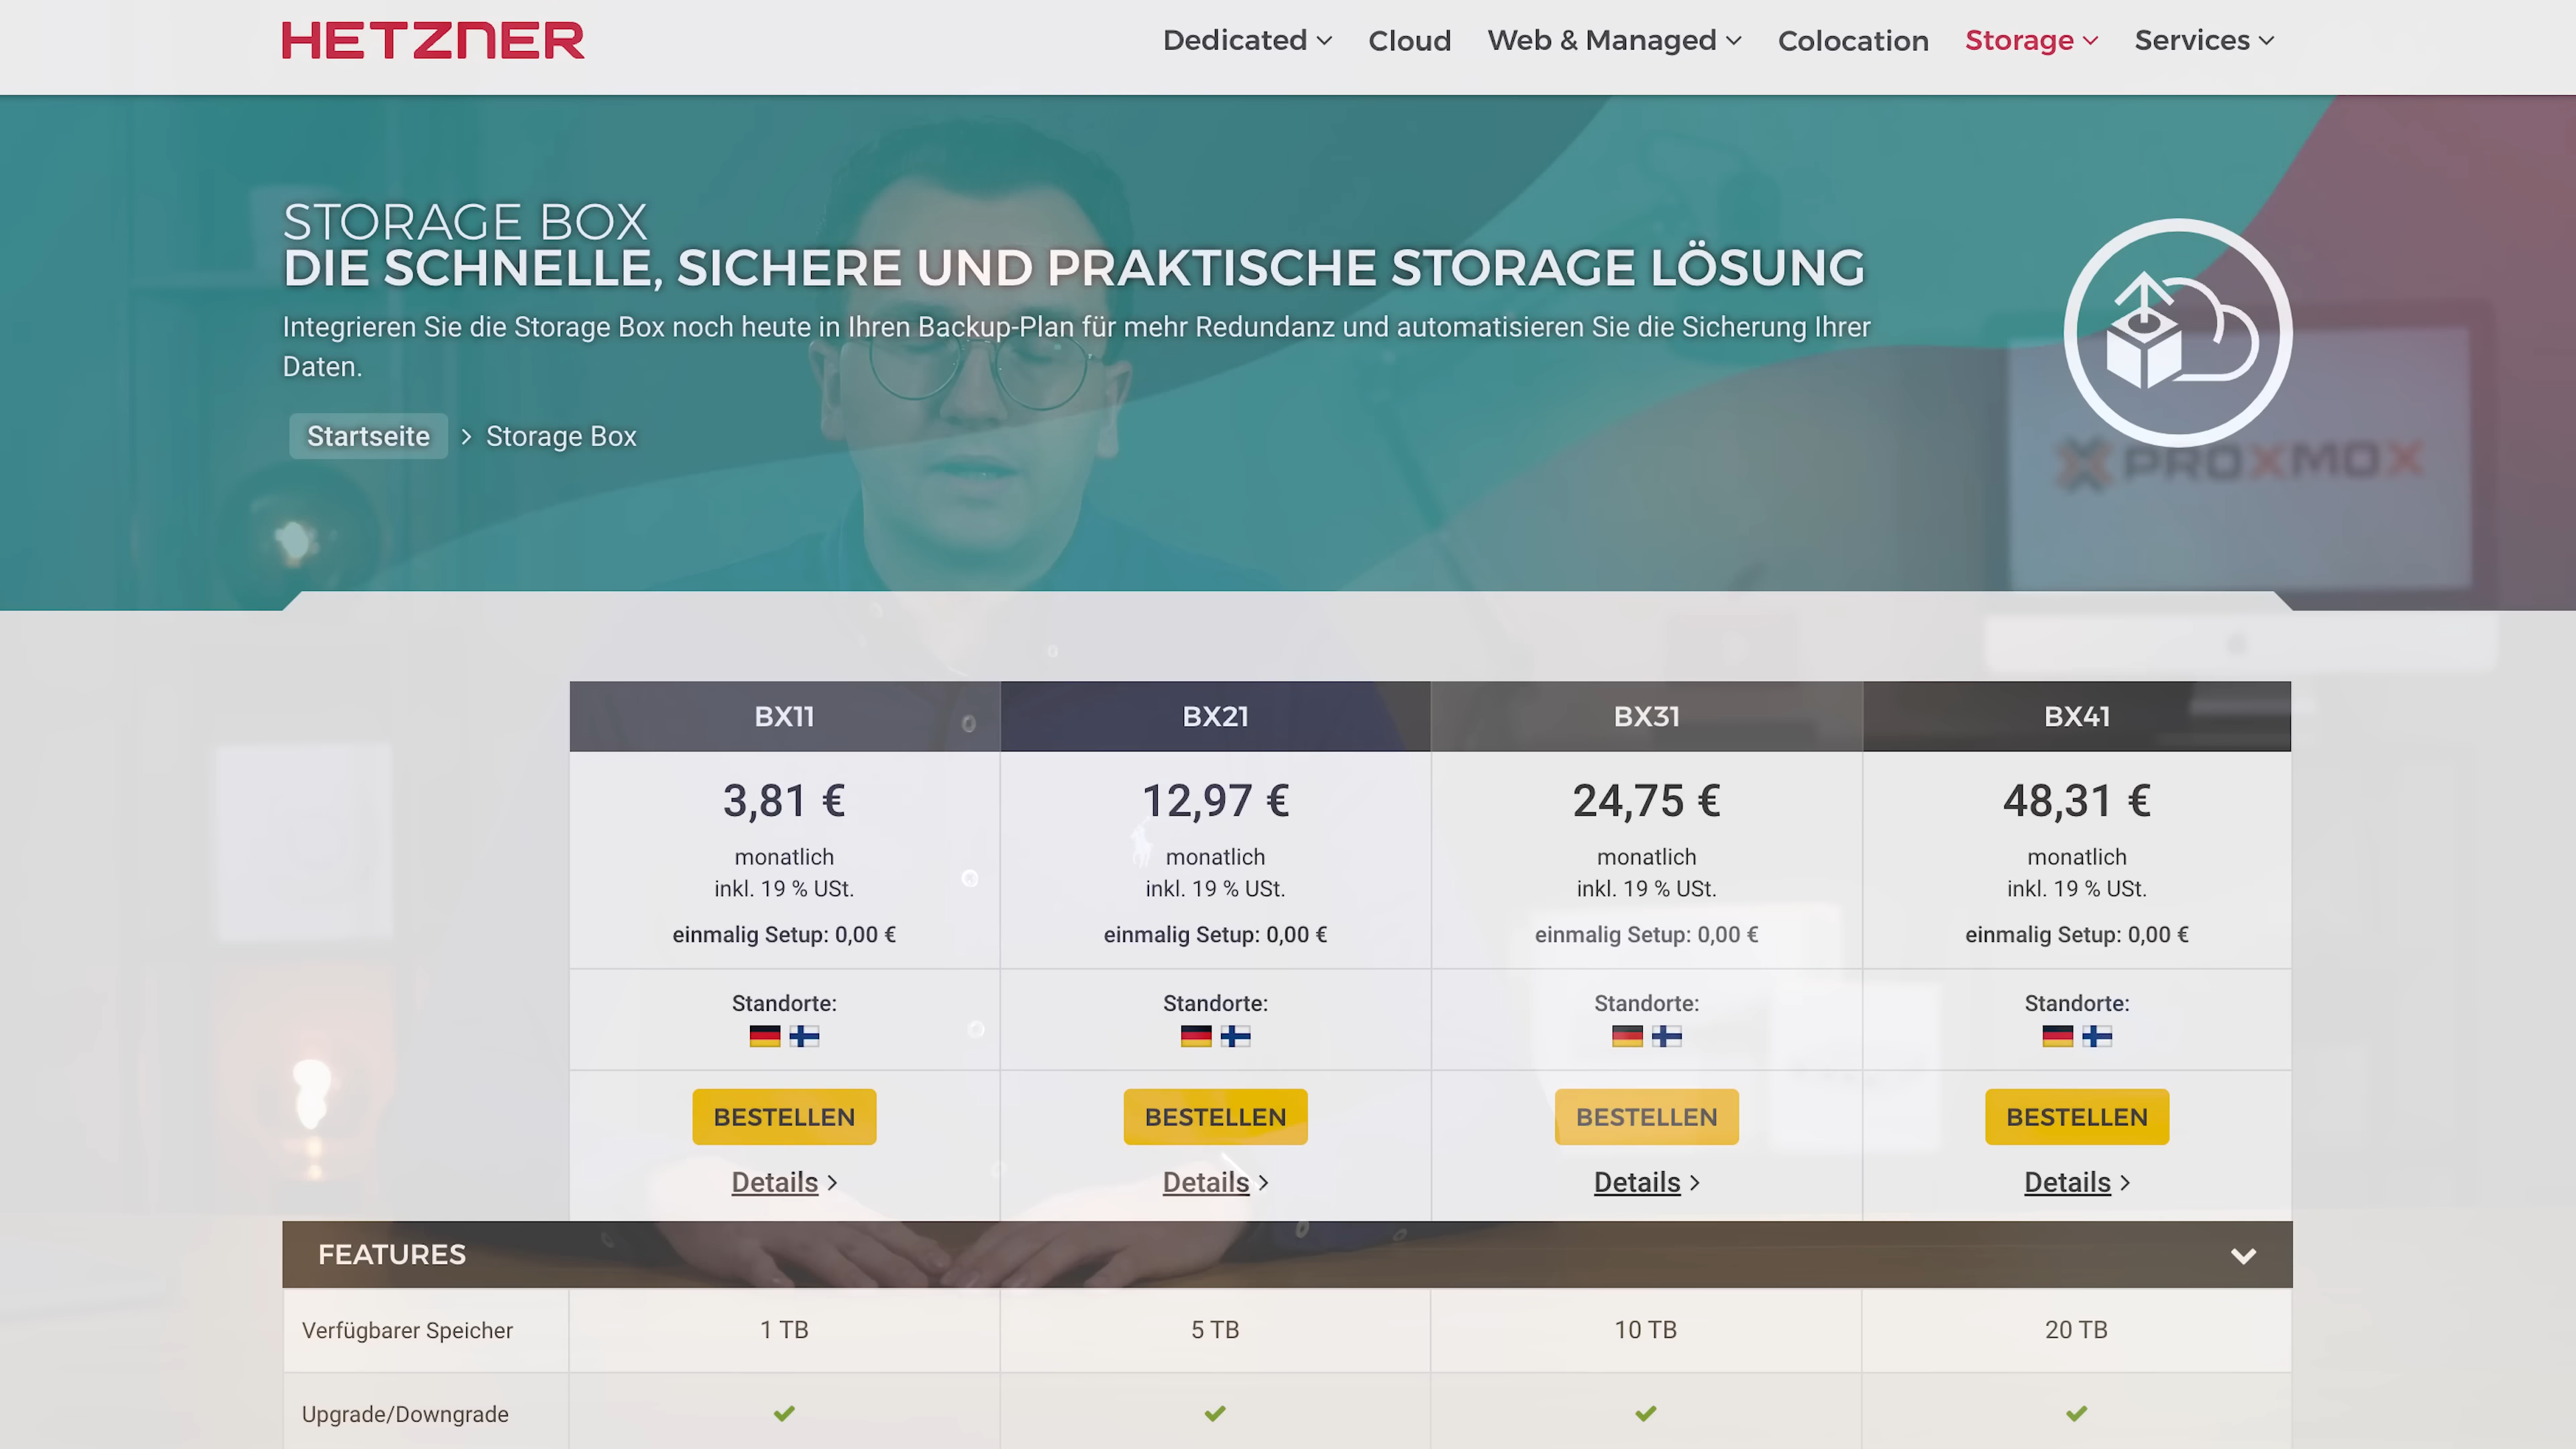 HETZNER
Dedicated Cloud Web & Managed Colocation Storage Services
STORAGE BOX
DIE SCHNELLE, SICHERE UND PRAKTISCHE STORAGE LÖSUNG
Integrieren Sie die Storage Box noch heute in Ihren Backup-Plan für mehr Redundanz und automatisieren Sie die Sicherung Ihrer
Daten.
Startseite > Storage Box
PROXMOX
BX11 BX21 BX31 BX41
3,81 € 12,97 € 24,75 € 48,31 €
monatlich monatlich monatlich monatlich
inkl. 19 % USt. inkl. 19 % USt. inkl. 19 % USt. inkl. 19 % USt.
einmalig Setup: 0,00 € einmalig Setup: 0,00 € einmalig Setup: 0,00 € einmalig Setup: 0,00 €
Standorte: Standorte: Standorte: Standorte:
BESTELLEN BESTELLEN BESTELLEN BESTELLEN
Details > Details > Details > Details >
FEATURES
Verfügbarer Speicher 1 TB 5 TB 10 TB 20 TB
Upgrade/Downgrade